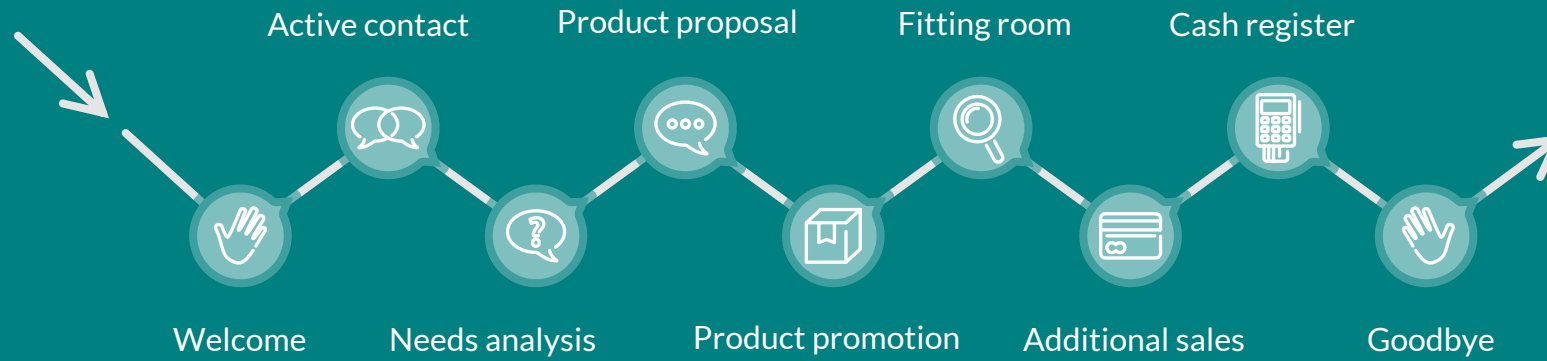 Active contact
Product proposal
Fitting room
Cash register
?
Welcome
Needs analysis
Product promotion
Additional sales
Goodbye